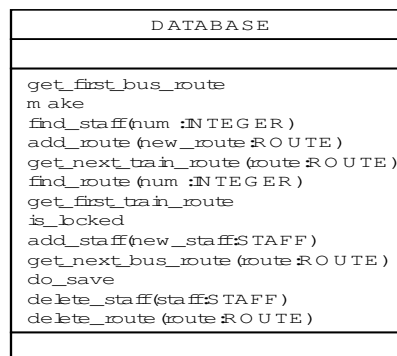 DATABASE
get_first_bus_route
make
find_staff(num:INTEGER)
add_route(new_route:ROUTE)
get_next_train_route(route:ROUTE)
find_route(num:INTEGER)
get_first_train_route
is_locked
add_staff(new_staff:STAFF)
get_next_bus_route(route:ROUTE)
do_save
delete_staff(staff:STAFF)
delete_route(route:ROUTE)